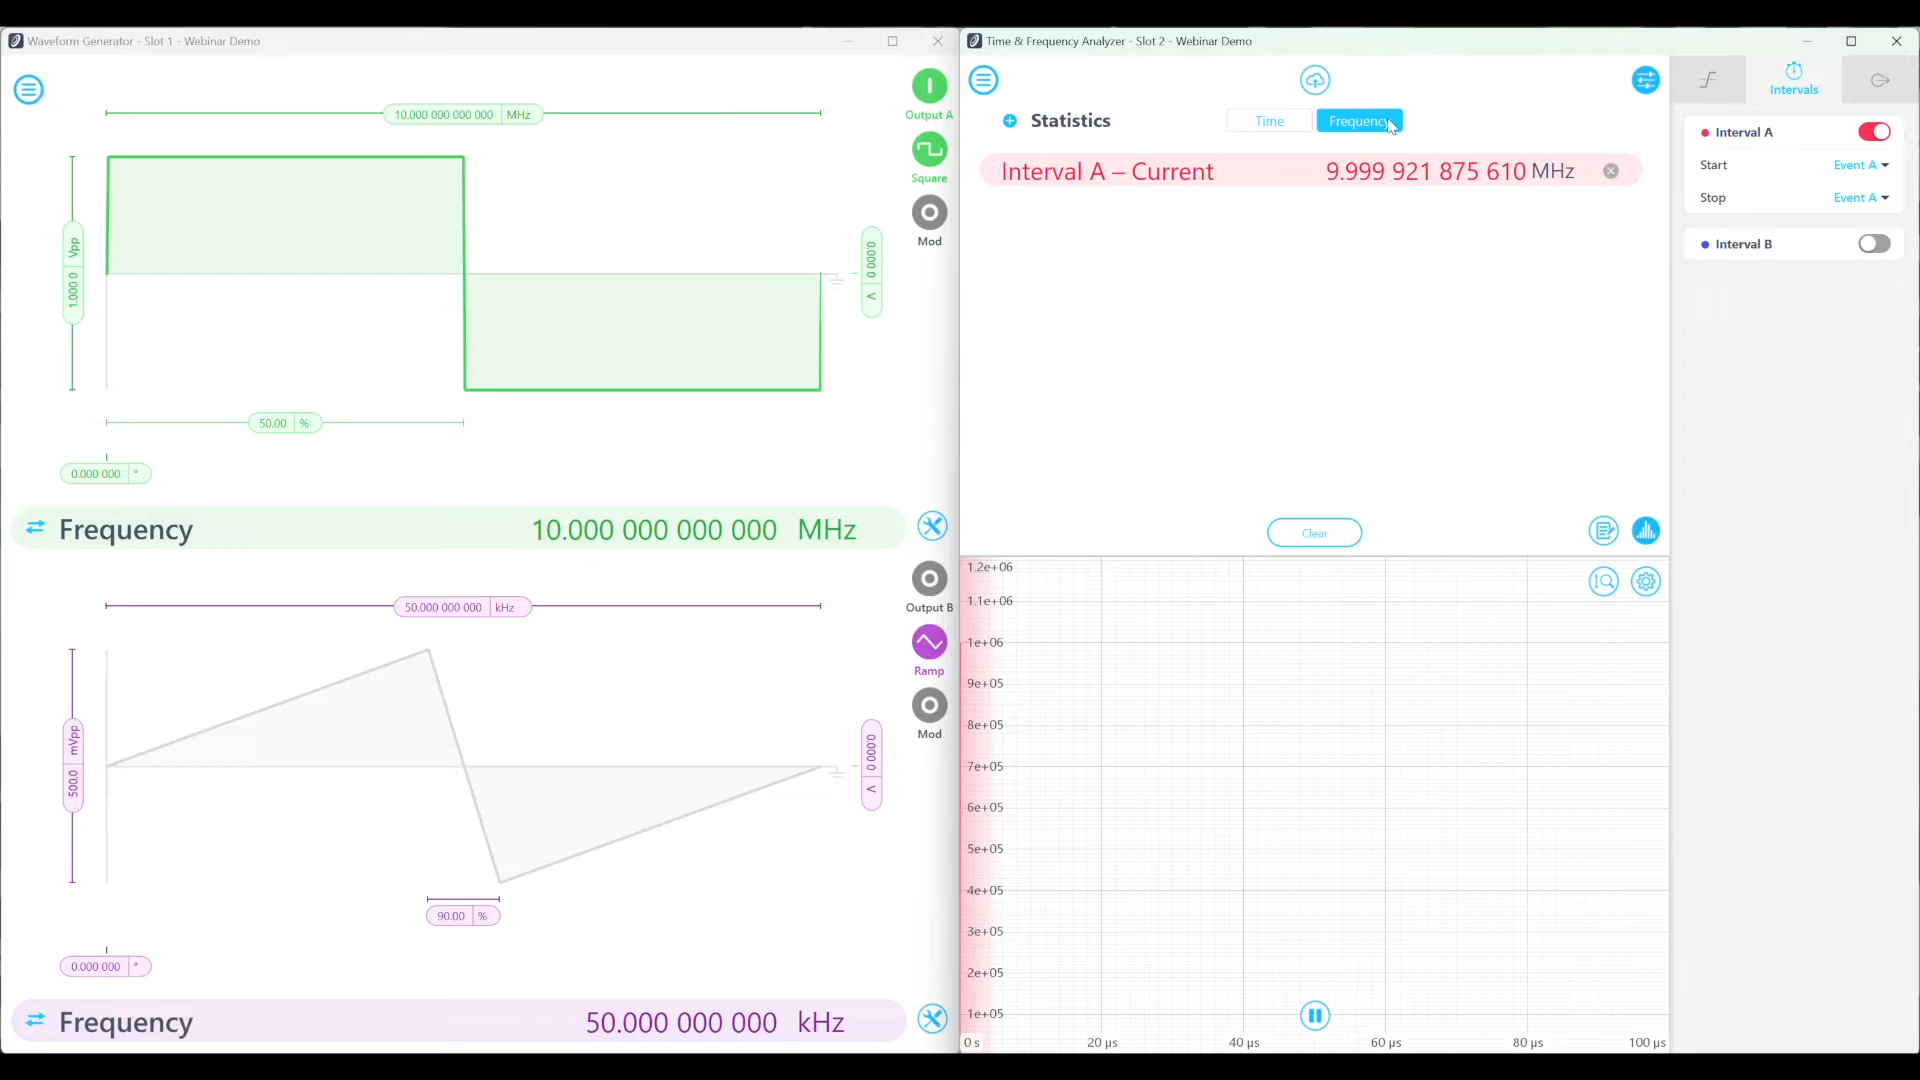 Waveform Generator - Slot 1 - Webinar Demo
10.000 000 000 000 MHz
Output A
Square
Mod
1.000 0 Vpp
0.000 0 V
50.00 %
0.000 000 °
Frequency 10.000 000 000 000 MHz
50.000 000 000 kHz
Output B
Ramp
Mod
500.0 mVpp
0.000 0 V
90.00 %
0.000 000 °
Frequency 50.000 000 000 kHz
Time & Frequency Analyzer - Slot 2 - Webinar Demo
Statistics Time Frequency
Interval A – Current 9.999 921 875 610 MHz
Clear
1.2e+06
1.1e+06
1e+06
9e+05
8e+05
7e+05
6e+05
5e+05
4e+05
3e+05
2e+05
1e+05
0 s 20 µs 40 µs 60 µs 80 µs 100 µs
Intervals
Interval A
Start Event A
Stop Event A
Interval B